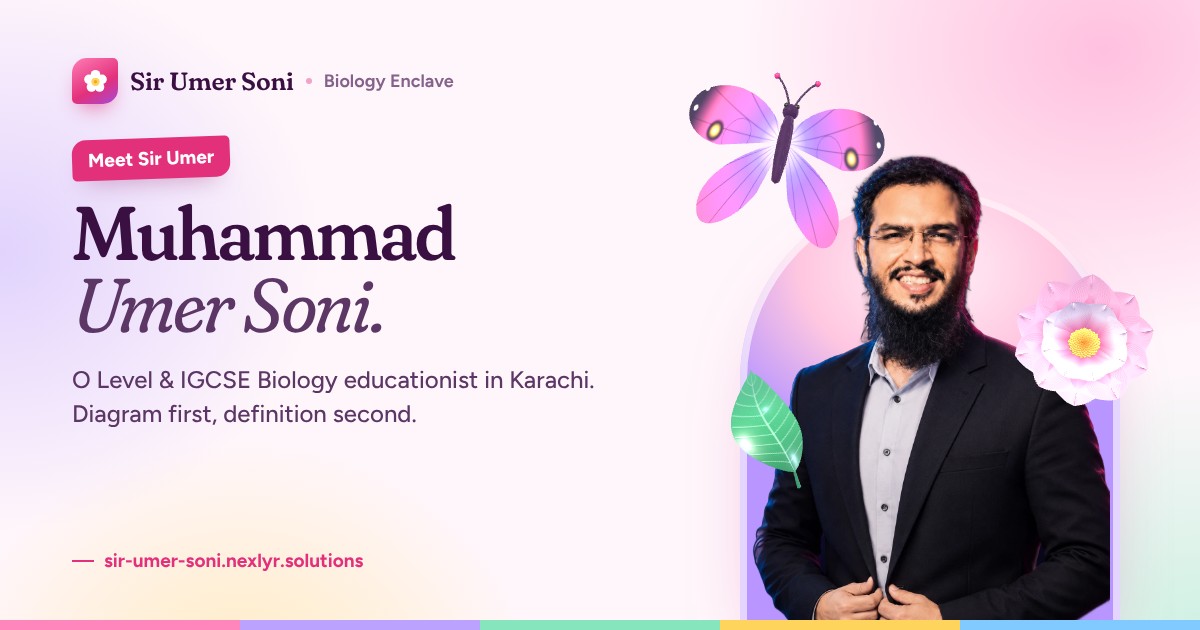 Sir Umer Soni • Biology Enclave
Meet Sir Umer
Muhammad
Umer Soni.
O Level & IGCSE Biology educationist in Karachi.
Diagram first, definition second.
— sir-umer-soni.nexlyr.solutions